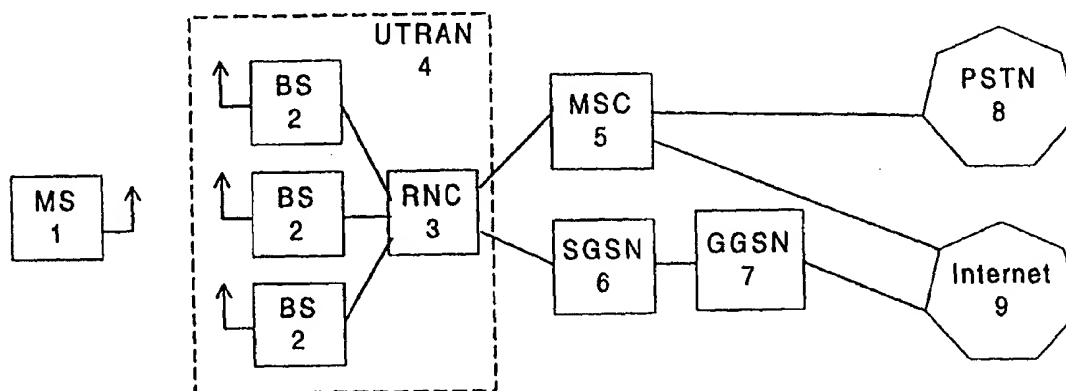 UTRAN
4
BS
2
BS
2
BS
2
MS
1
RNC
3
MSC
5
SGSN
6
GGSN
7
PSTN
8
Internet
9